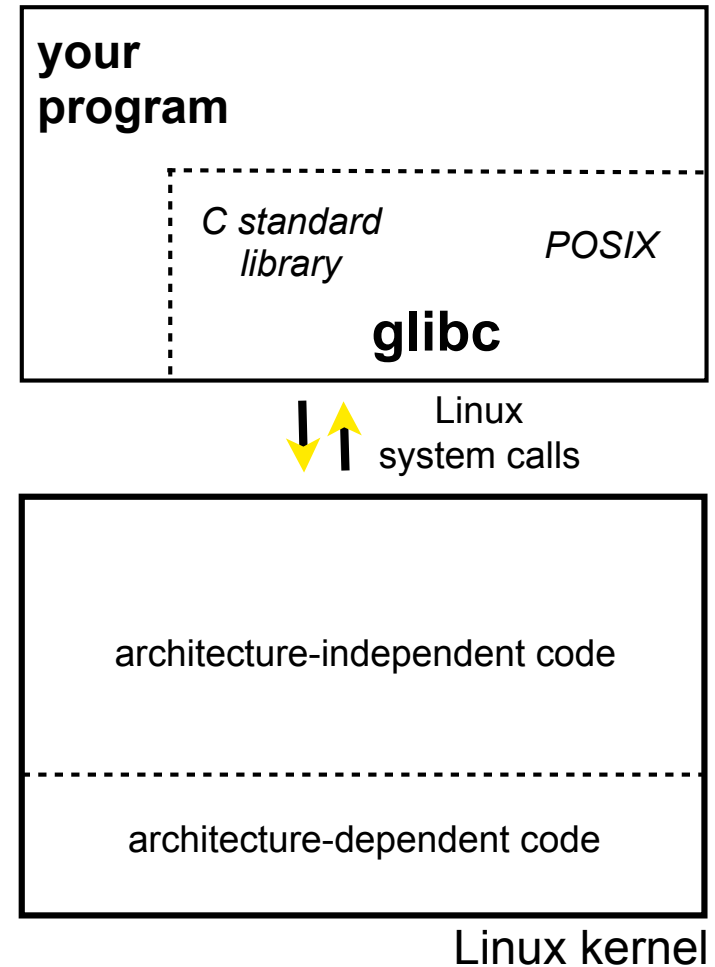 your
program
C standard
library
POSIX
glibc
Linux
system calls
architecture-independent code
architecture-dependent code
Linux kernel